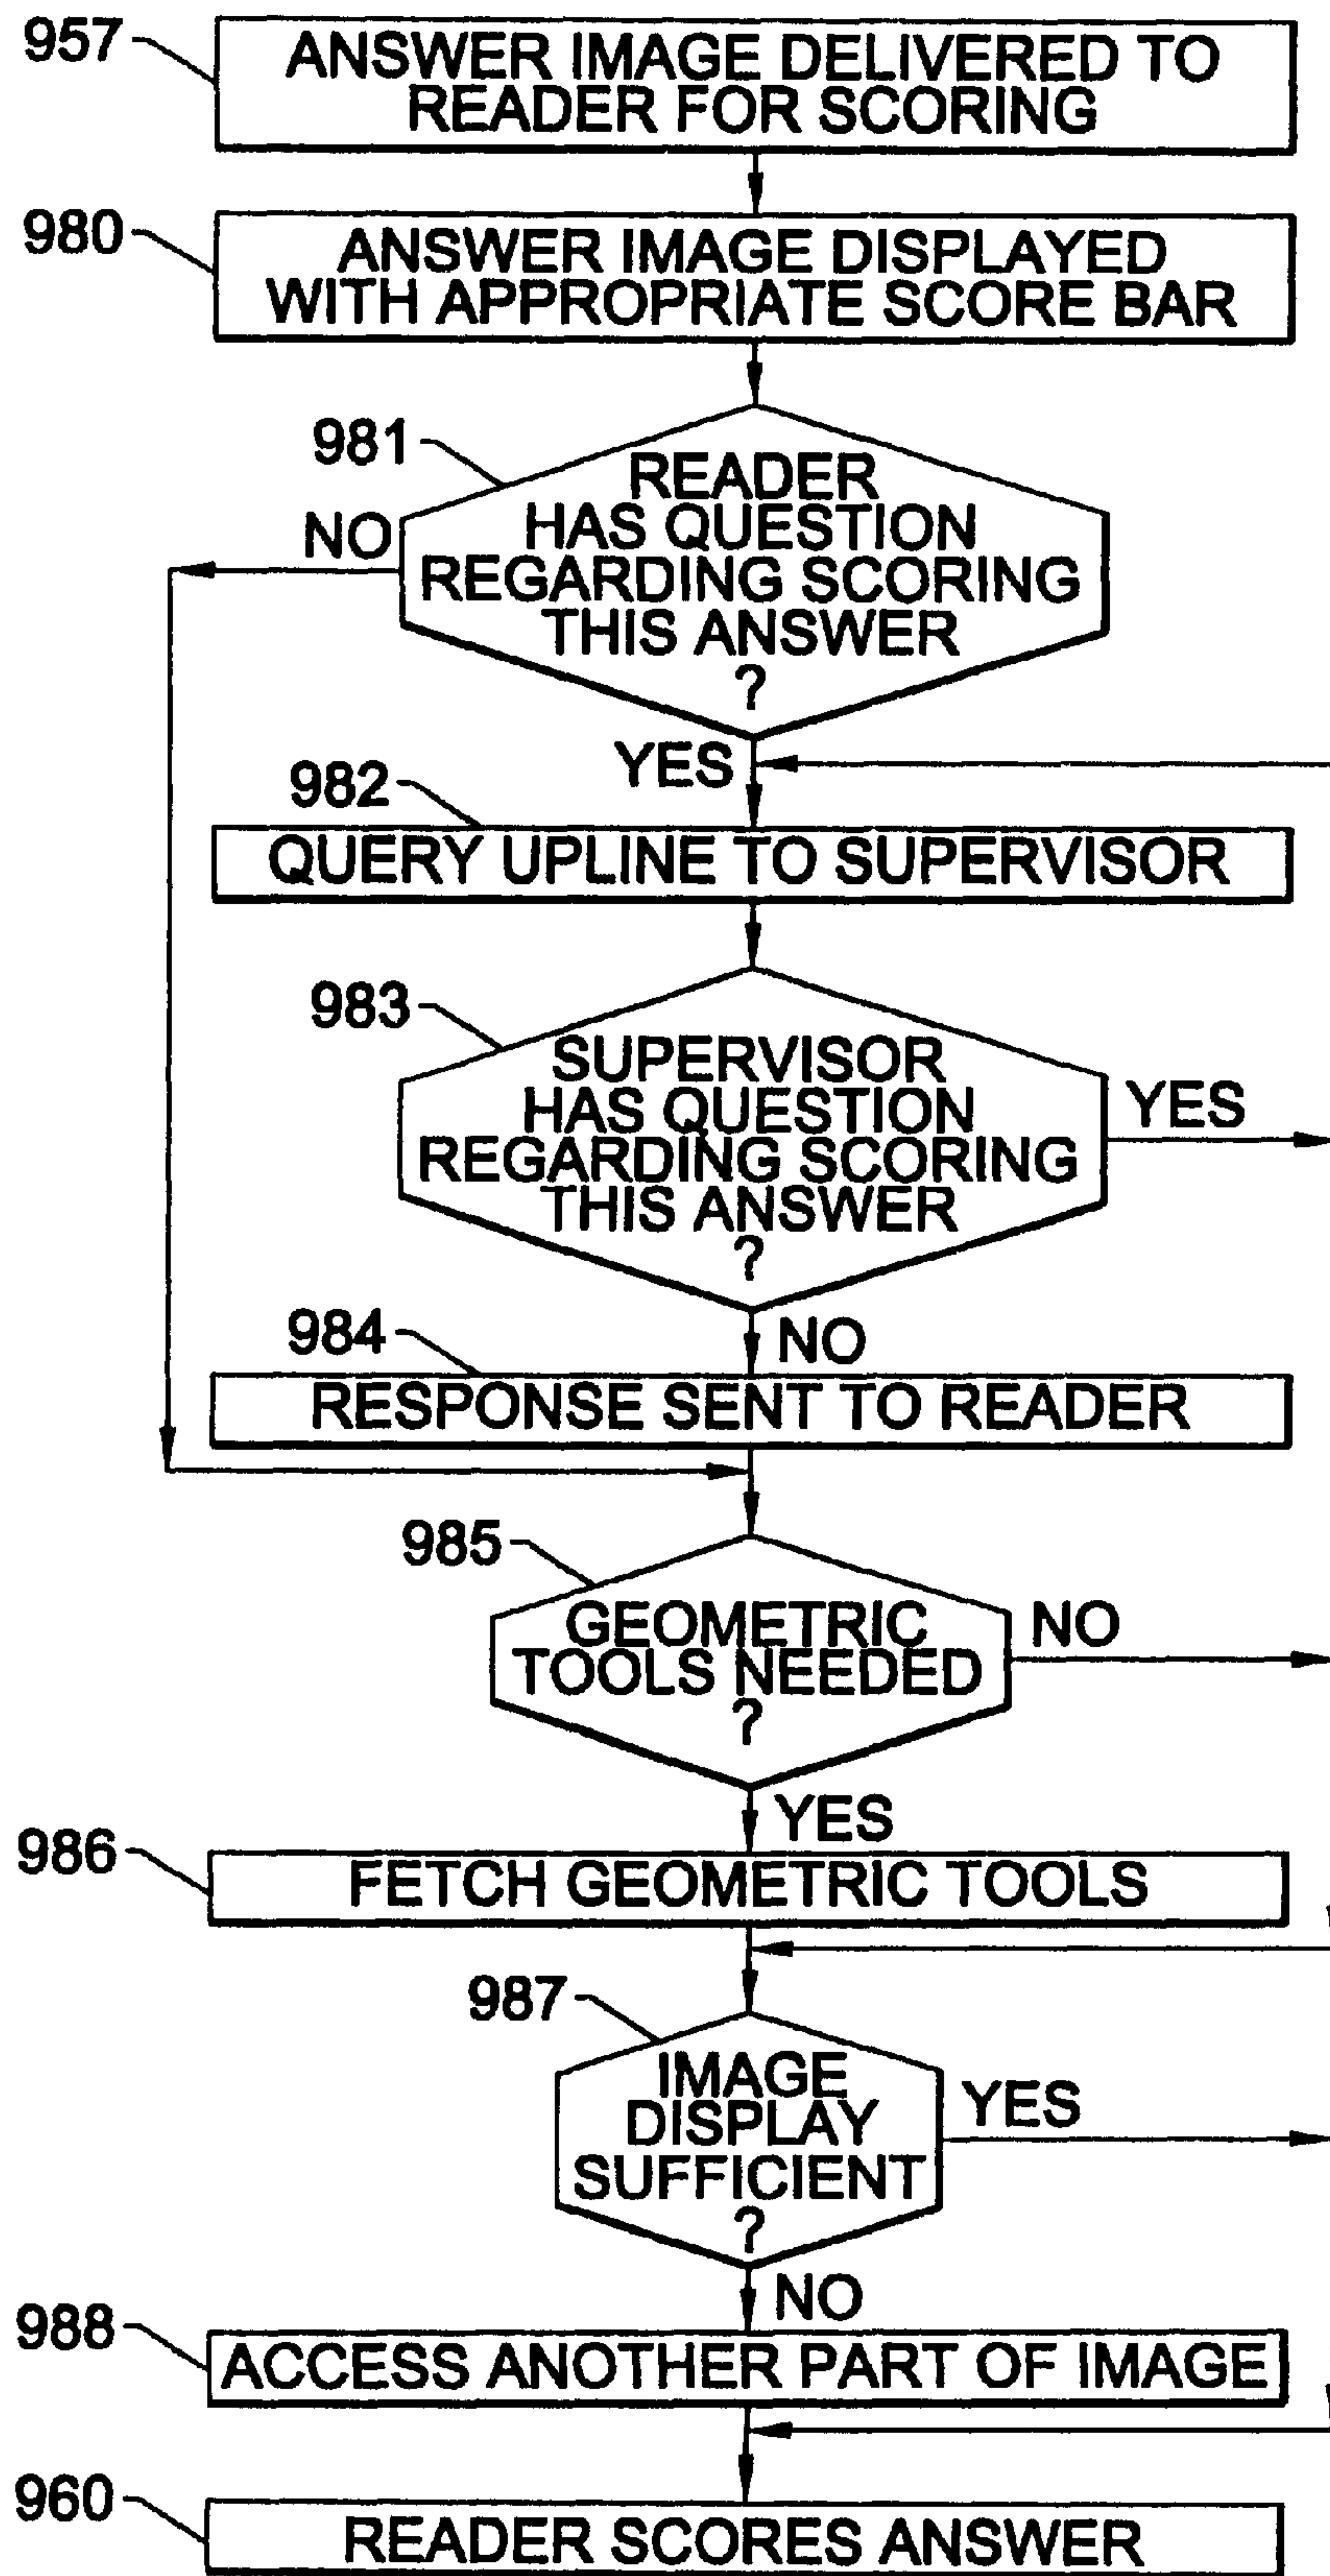 957
ANSWER IMAGE DELIVERED TO
READER FOR SCORING
980
ANSWER IMAGE DISPLAYED
WITH APPROPRIATE SCORE BAR
981
READER
HAS QUESTION
REGARDING SCORING
THIS ANSWER
?
NO
YES
982
QUERY UPLINE TO SUPERVISOR
983
SUPERVISOR
HAS QUESTION
REGARDING SCORING
THIS ANSWER
?
YES
NO
984
RESPONSE SENT TO READER
985
GEOMETRIC
TOOLS NEEDED
?
NO
YES
986
FETCH GEOMETRIC TOOLS
987
IMAGE
DISPLAY
SUFFICIENT
?
YES
NO
988
ACCESS ANOTHER PART OF IMAGE
960
READER SCORES ANSWER